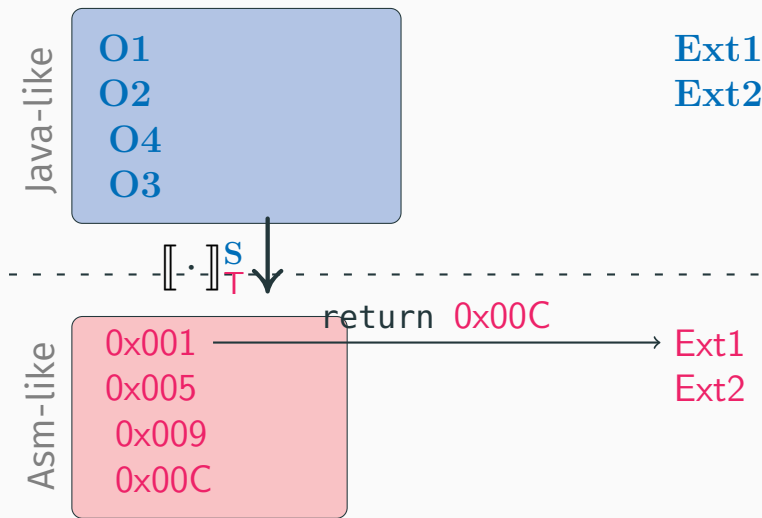 Java-like
O1 Ext1
O2 Ext2
O4
O3
⟦·⟧ S T
Asm-like
return 0x00C
0x001 Ext1
0x005 Ext2
0x009
0x00C